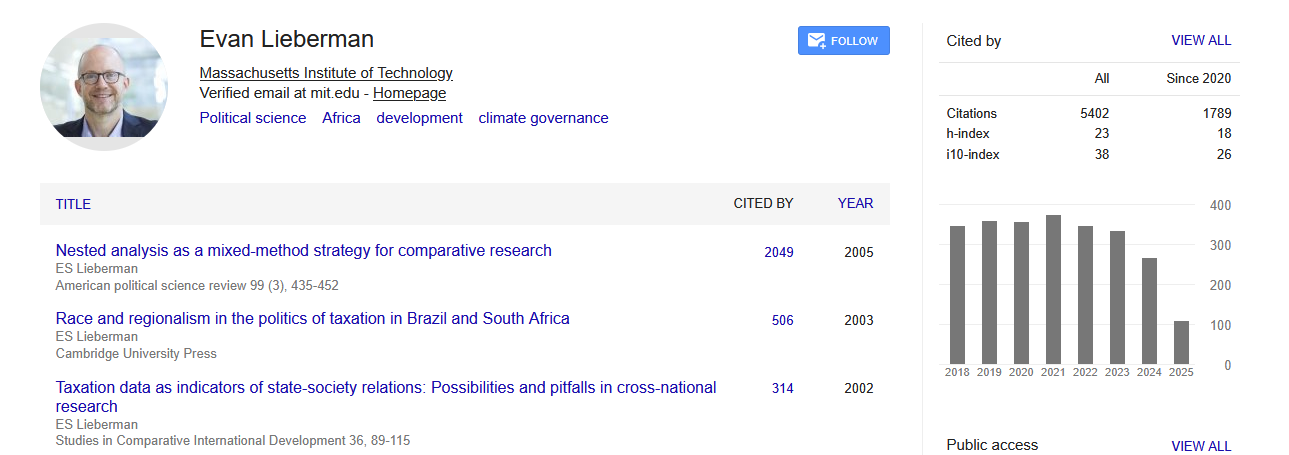 Evan Lieberman
FOLLOW
Massachusetts Institute of Technology
Verified email at mit.edu - Homepage
Political science Africa development climate governance
TITLE CITED BY YEAR
Nested analysis as a mixed-method strategy for comparative research 2049 2005
ES Lieberman
American political science review 99 (3), 435-452
Race and regionalism in the politics of taxation in Brazil and South Africa 506 2003
ES Lieberman
Cambridge University Press
Taxation data as indicators of state-society relations: Possibilities and pitfalls in cross-national 314 2002
research
ES Lieberman
Studies in Comparative International Development 36, 89-115
Cited by VIEW ALL
All Since 2020
Citations 5402 1789
h-index 23 18
i10-index 38 26
400
300
200
100
0
2018 2019 2020 2021 2022 2023 2024 2025
Public access VIEW ALL